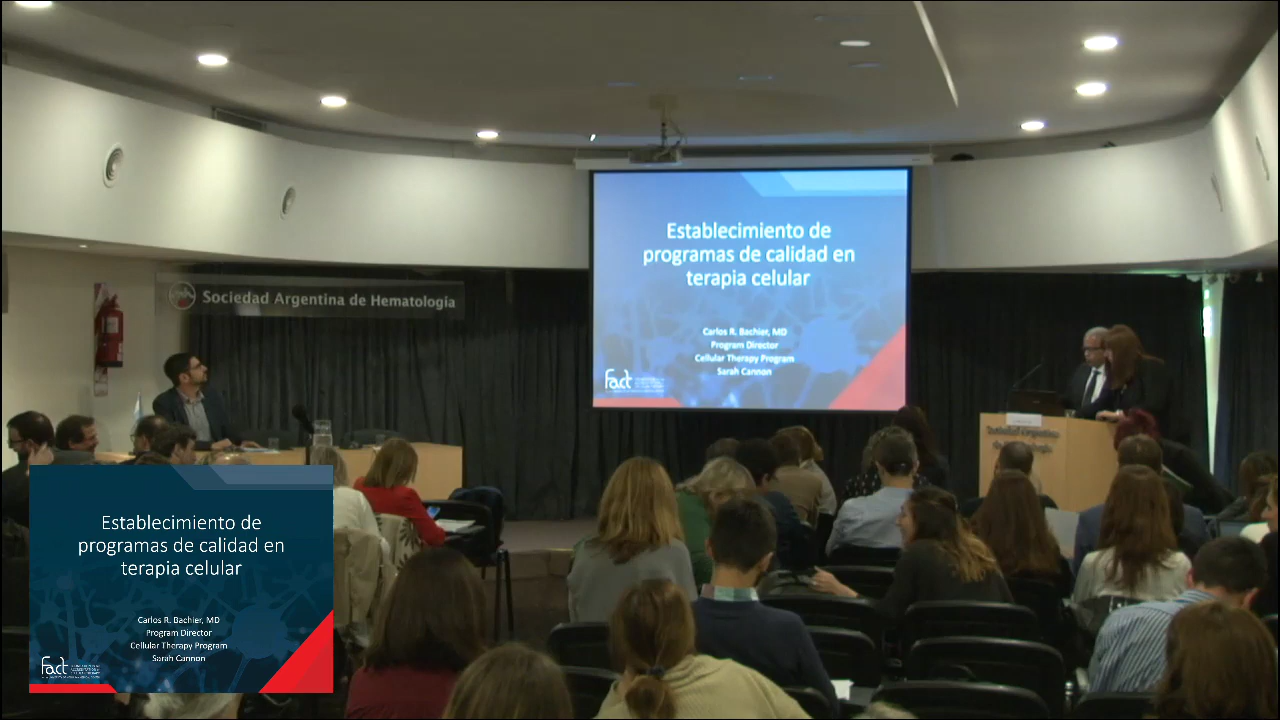 Sociedad Argentina de Hematología
Establecimiento de
programas de calidad en
terapia celular
Carlos R. Bachier, MD
Program Director
Cellular Therapy Program
Sarah Cannon
fact
Sociedad Argentina
Establecimiento de
programas de calidad en
terapia celular
Carlos R. Bachier, MD
Program Director
Cellular Therapy Program
Sarah Cannon
fact